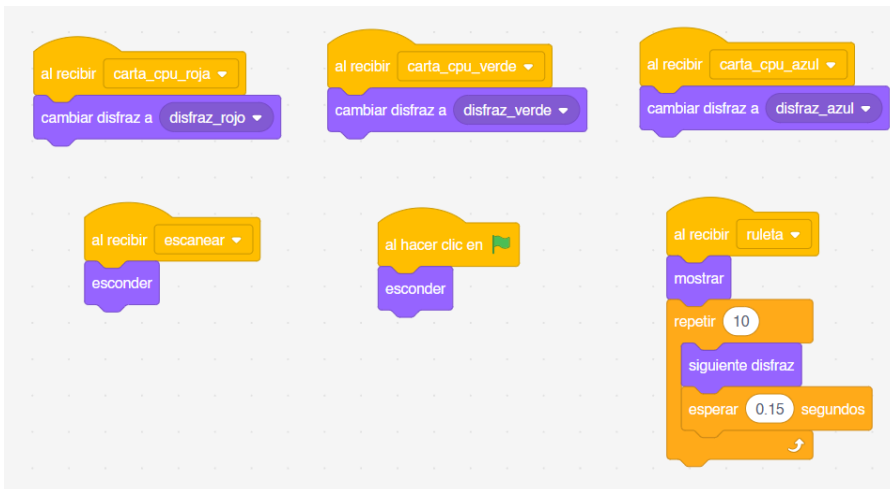 al recibir carta_cpu_roja
cambiar disfraz a disfraz_rojo
al recibir carta_cpu_verde
cambiar disfraz a disfraz_verde
al recibir carta_cpu_azul
cambiar disfraz a disfraz_azul
al recibir escanear
esconder
al hacer clic en
esconder
al recibir ruleta
mostrar
repetir 10
siguiente disfraz
esperar 0.15 segundos